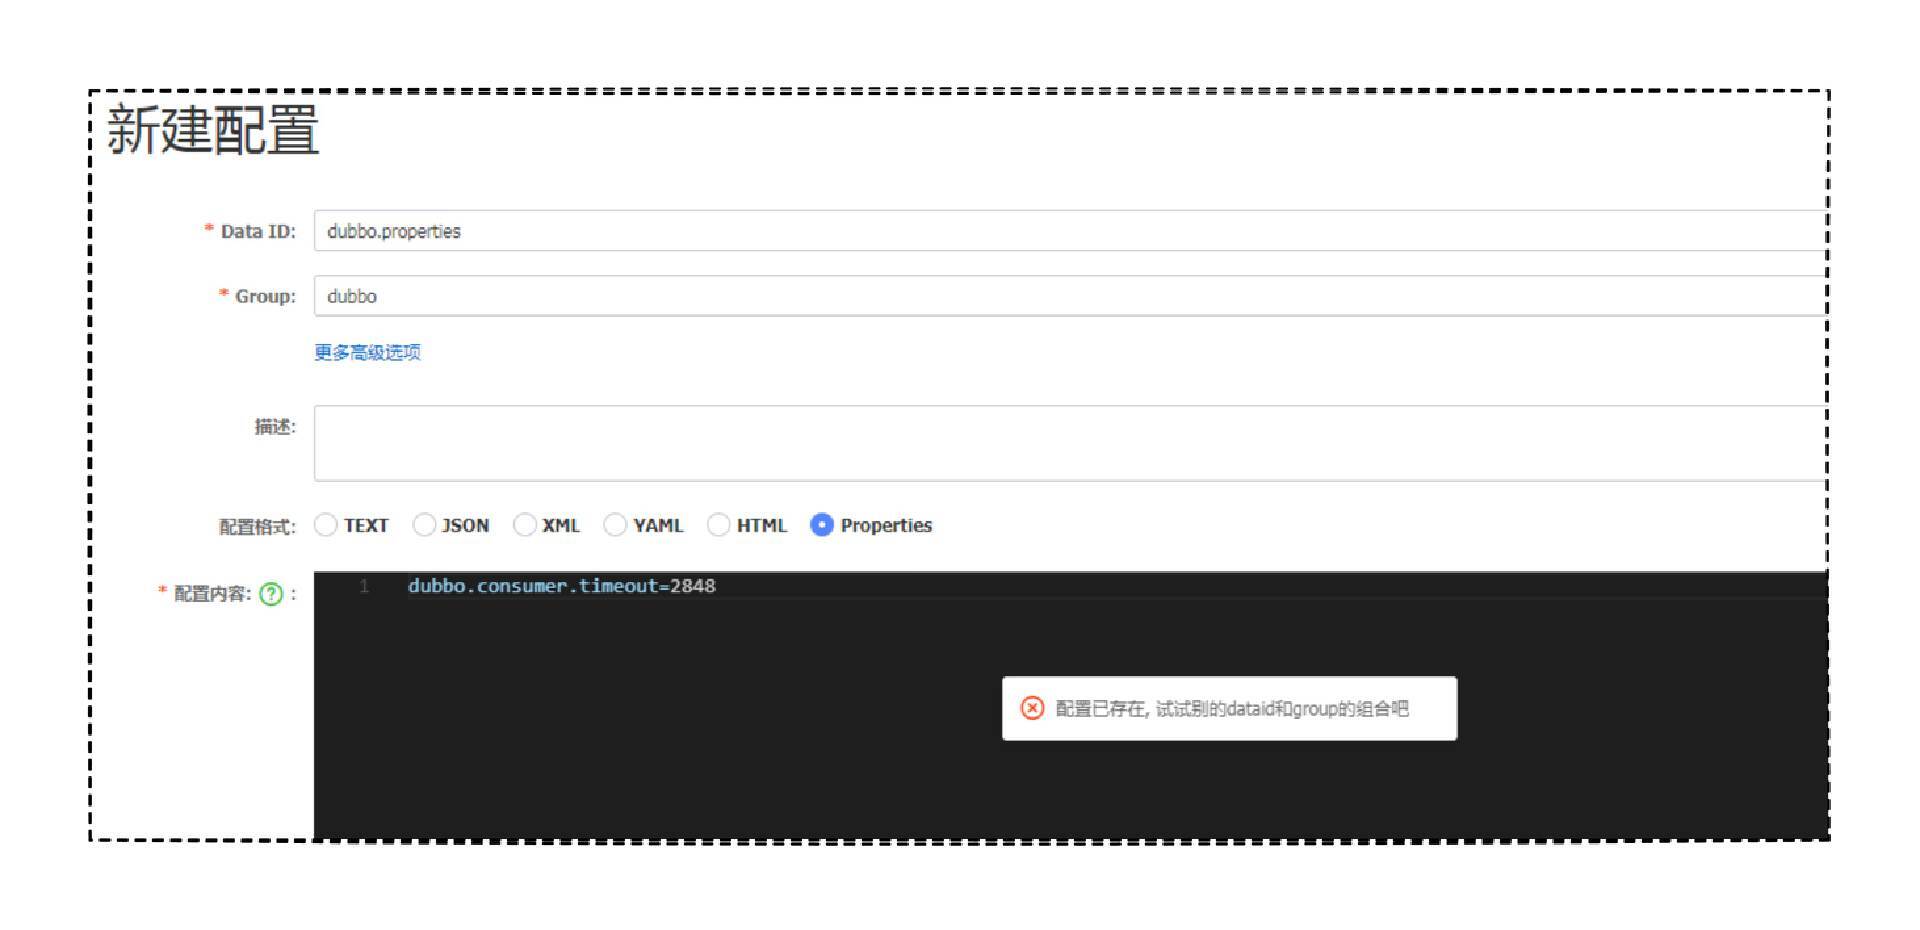 新建配置
* Data ID: dubbo.properties
* Group: dubbo
更多高级选项
描述:
配置格式: TEXT JSON XML YAML HTML Properties
* 配置内容: ? :
1 dubbo.consumer.timeout=2848
配置已存在, 试试别的dataid和group的组合吧